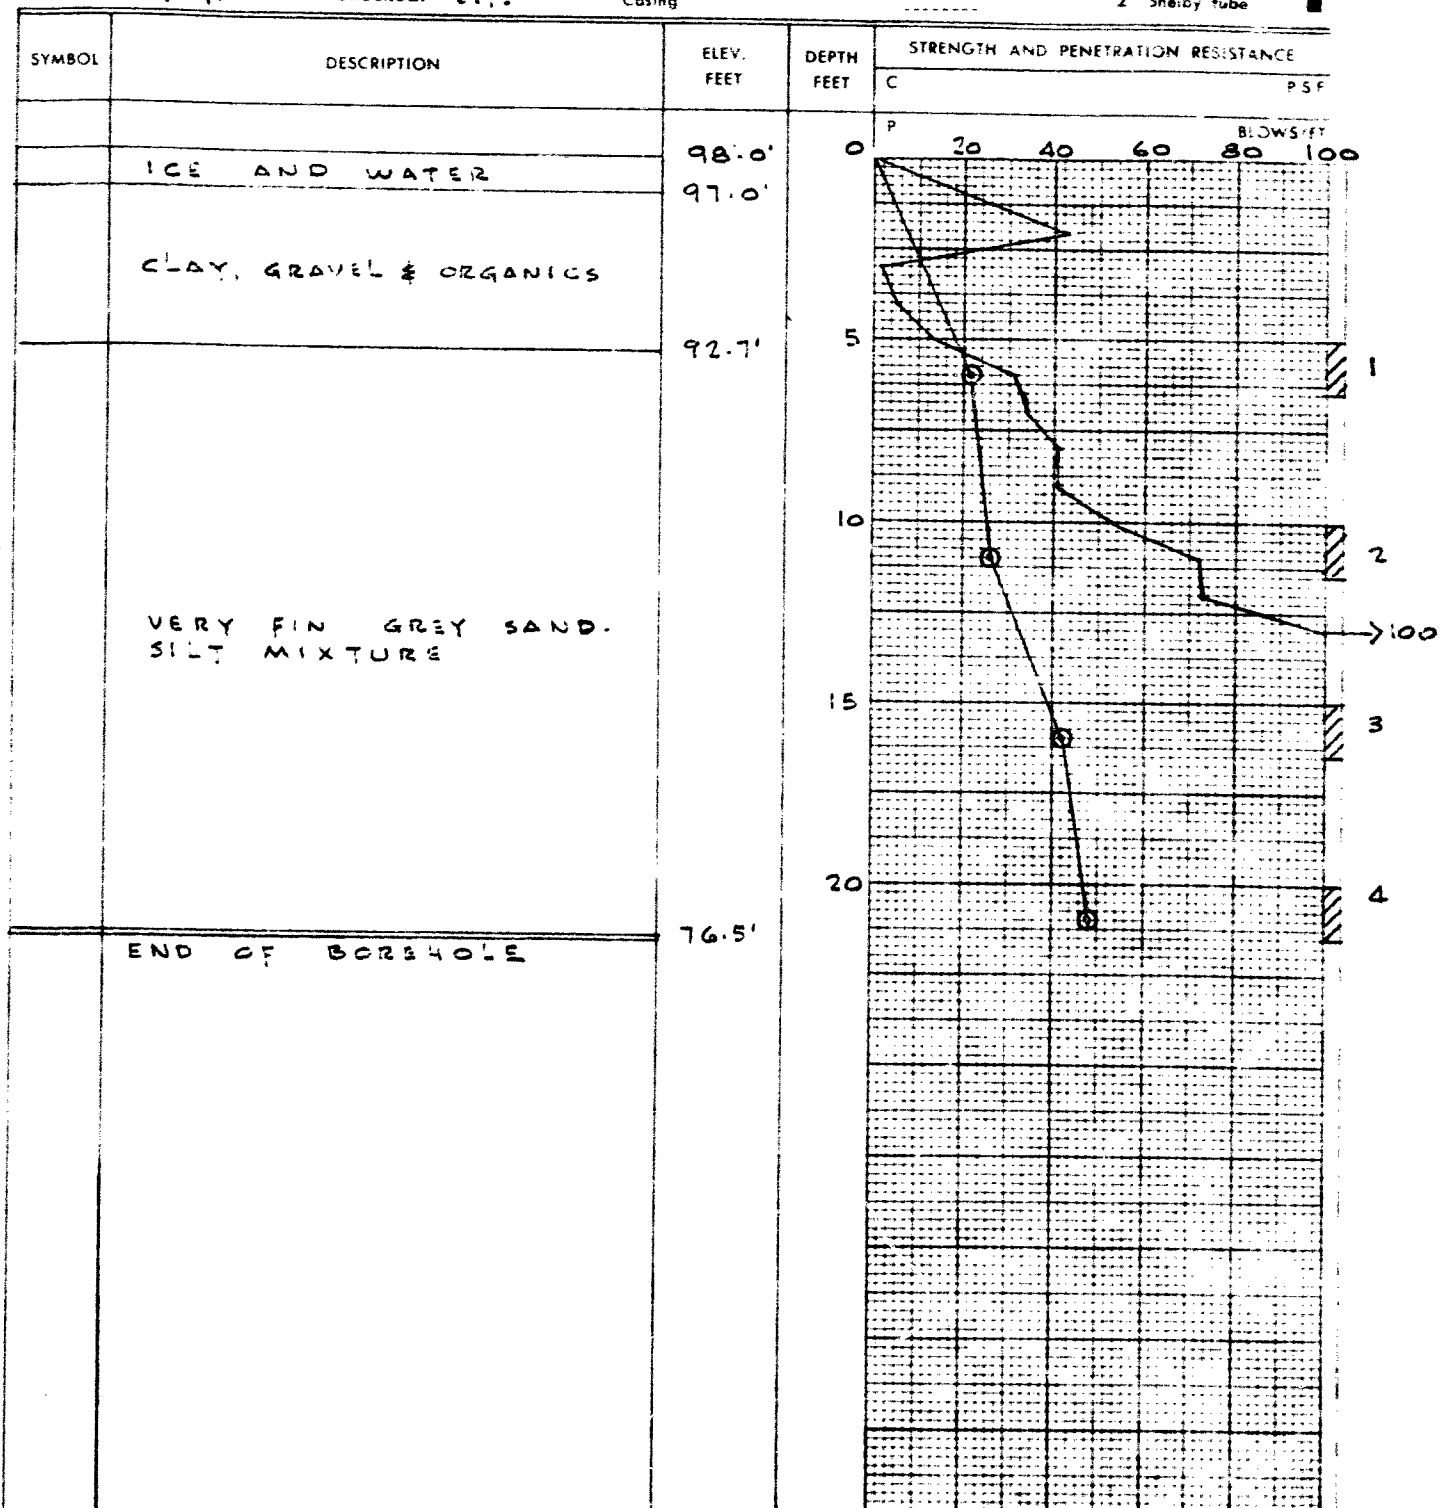 Casing
2 Shelby Tube
SYMBOL
DESCRIPTION
ELEV. FEET
DEPTH FEET
STRENGTH AND PENETRATION RESISTANCE
C P S F
P BLOWS/FT
0 20 40 60 80 100
98.0'
ICE AND WATER
97.0'
CLAY, GRAVEL & ORGANICS
5
92.7'
1
10
2
VERY FIN GREY SAND.
SILT MIXTURE
>100
15
3
20
4
76.5'
END OF BOREHOLE